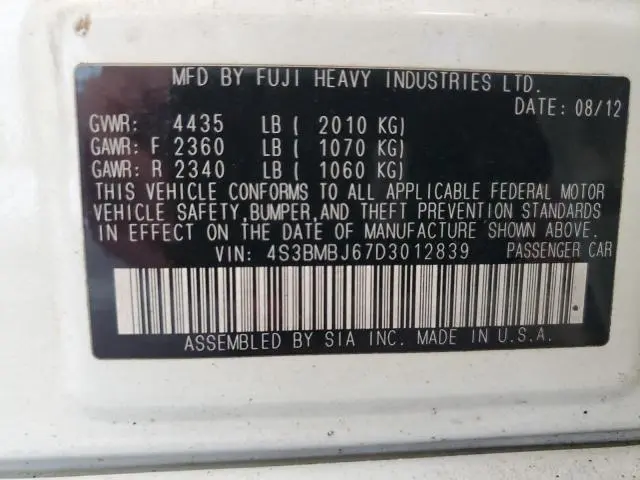 MFD BY FUJI HEAVY INDUSTRIES LTD.
DATE: 08/12
GVWR: 4435 LB ( 2010 KG)
GAWR: F 2360 LB ( 1070 KG)
GAWR: R 2340 LB ( 1060 KG)
THIS VEHICLE CONFORMS TO ALL APPLICABLE FEDERAL MOTOR
VEHICLE SAFETY,BUMPER,AND THEFT PREVENTION STANDARDS
IN EFFECT ON THE DATE OF MANUFACTURE SHOWN ABOVE.
VIN: 4S3BMBJ67D3012839 PASSENGER CAR
ASSEMBLED BY SIA INC. MADE IN U.S.A.